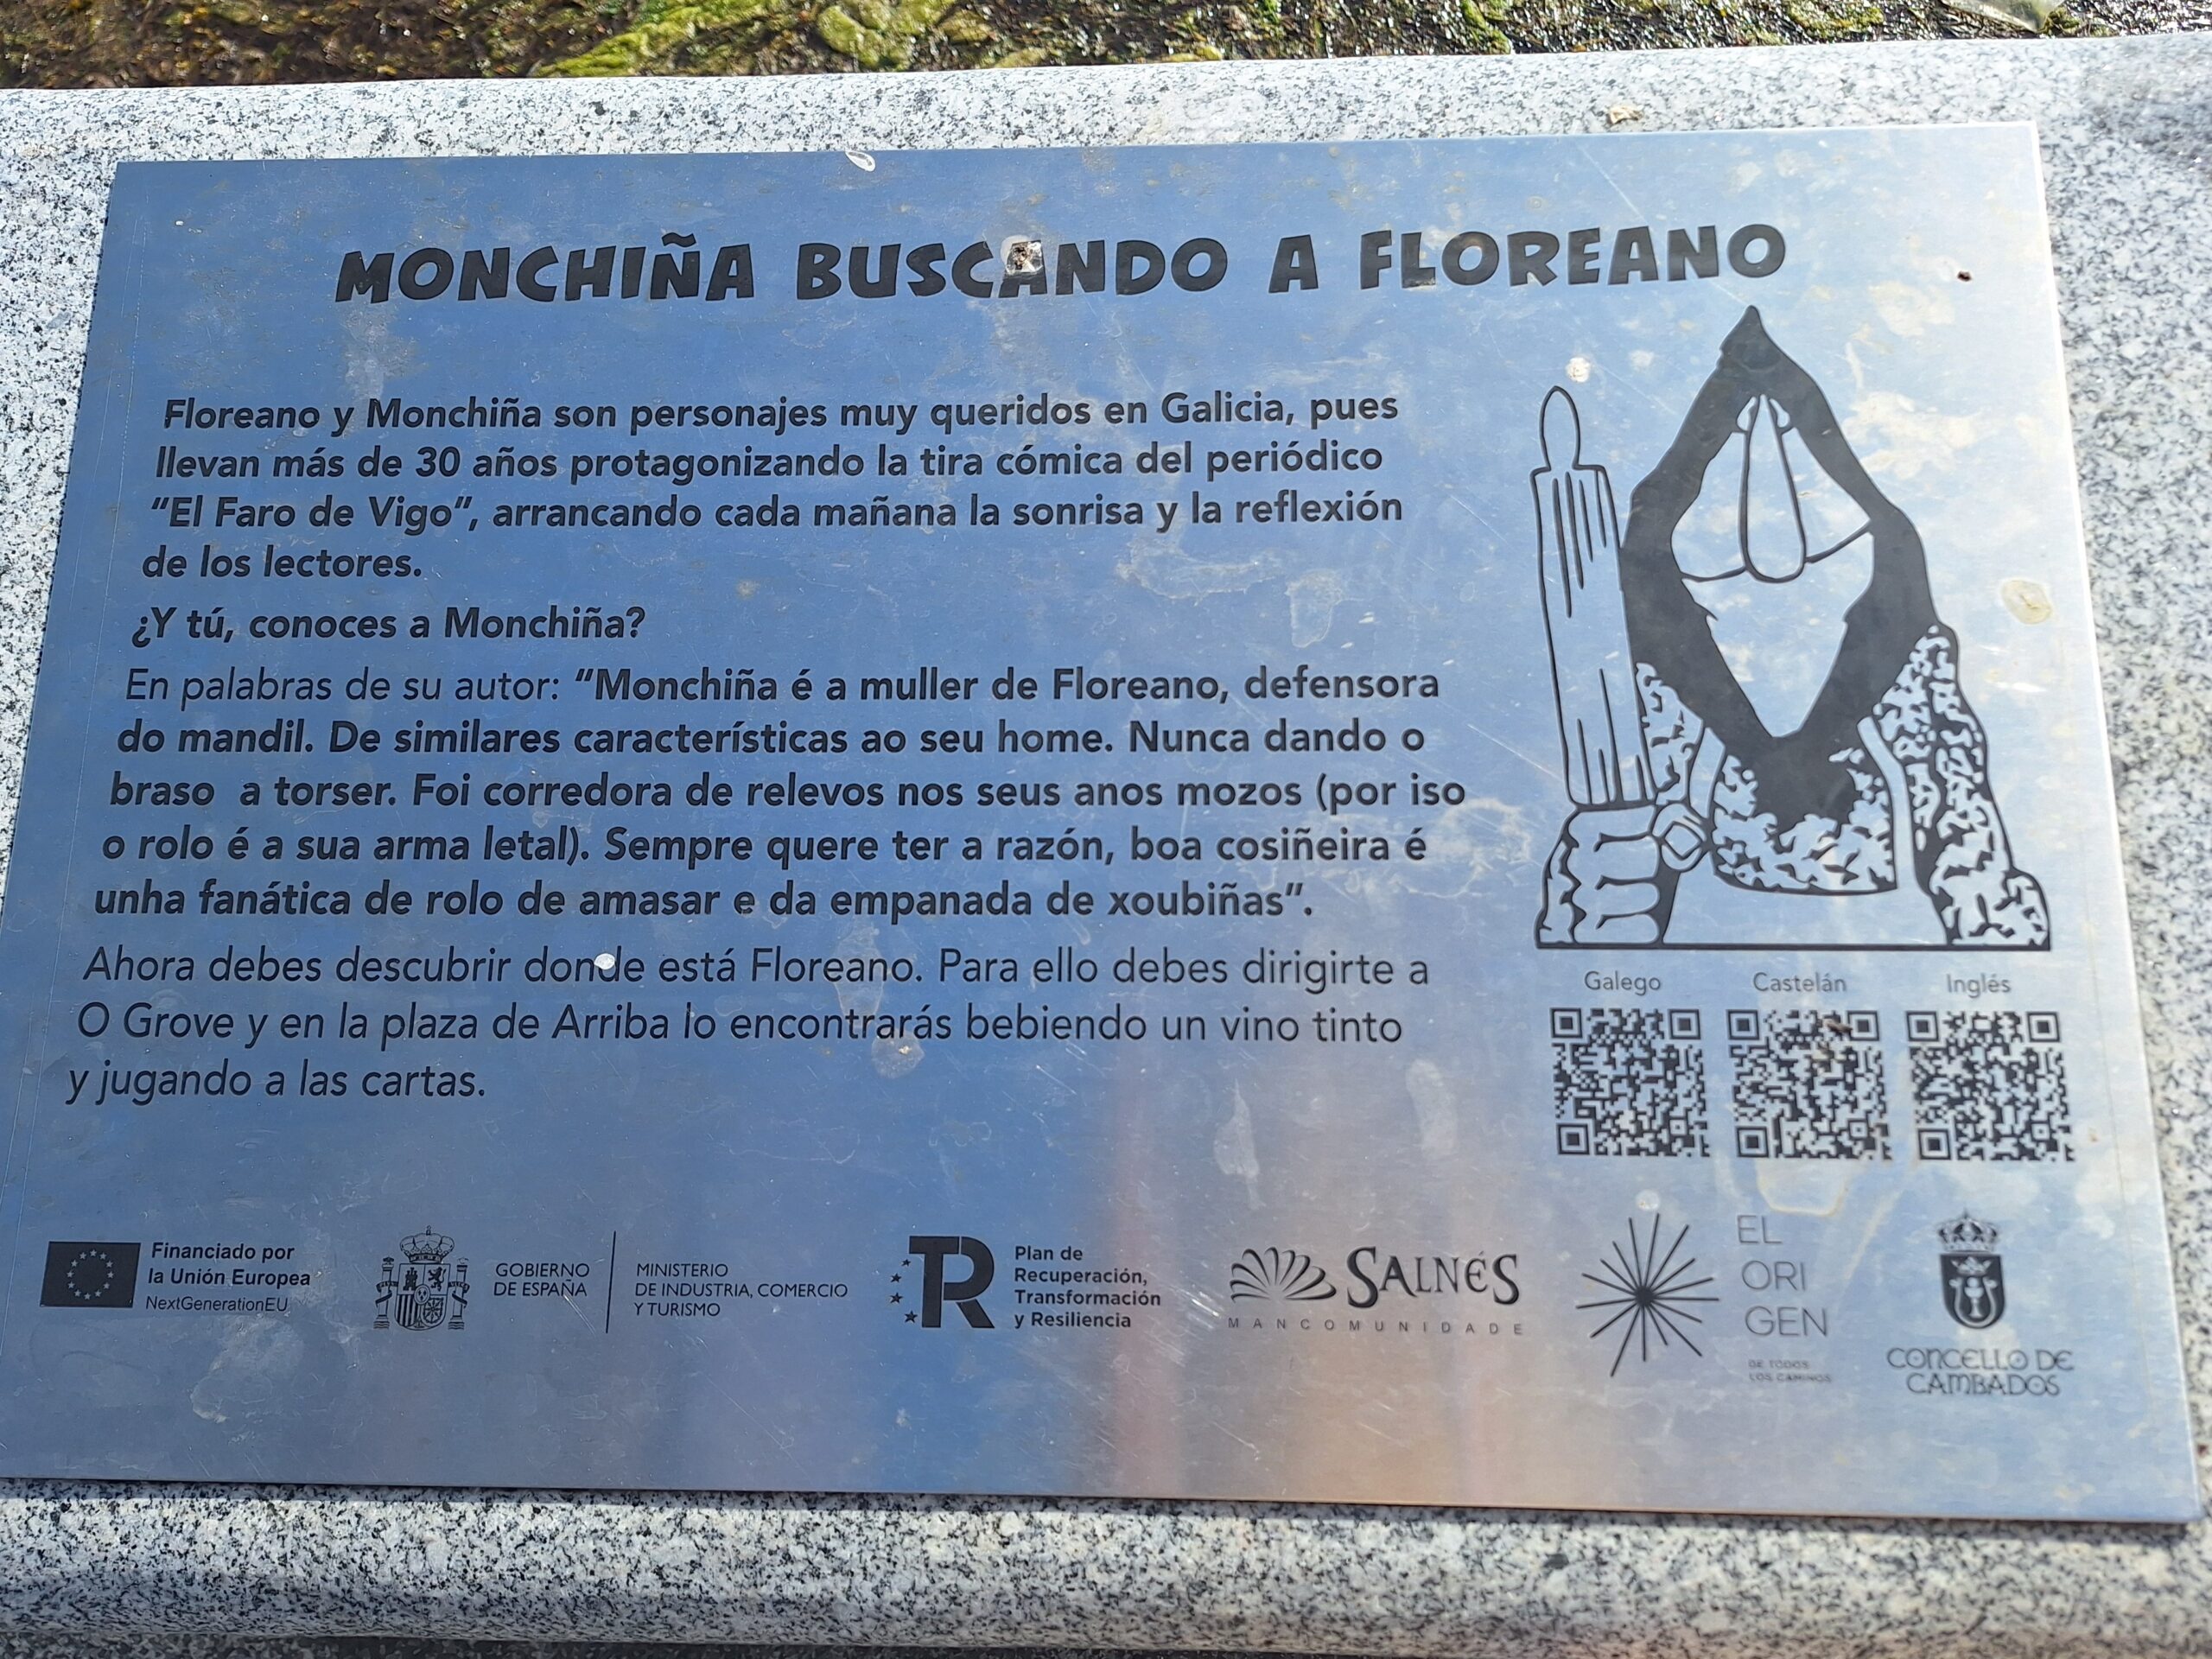 MONCHIÑA BUSCANDO A FLOREANO
Floreano y Monchiña son personajes muy queridos en Galicia, pues
llevan más de 30 años protagonizando la tira cómica del periódico
“El Faro de Vigo”, arrancando cada mañana la sonrisa y la reflexión
de los lectores.
¿Y tú, conoces a Monchiña?
En palabras de su autor: “Monchiña é a muller de Floreano, defensora
do mandil. De similares características ao seu home. Nunca dando o
braso a torser. Foi corredora de relevos nos seus anos mozos (por iso
o rolo é a sua arma letal). Sempre quere ter a razón, boa cosiñeira é
unha fanática de rolo de amasar e da empanada de xoubiñas”.
Ahora debes descubrir donde está Floreano. Para ello debes dirigirte a
O Grove y en la plaza de Arriba lo encontrarás bebiendo un vino tinto
y jugando a las cartas.
Galego
Castelán
Inglés
Financiado por
la Unión Europea
NextGenerationEU
GOBIERNO
DE ESPAÑA
MINISTERIO
DE INDUSTRIA, COMERCIO
Y TURISMO
TR
Plan de
Recuperación,
Transformación
y Resiliencia
SALNÉS
MANCOMUNIDADE
EL
ORI
GEN
DE TODOS
LOS CAMINOS
CONCELLO DE
CAMBADOS